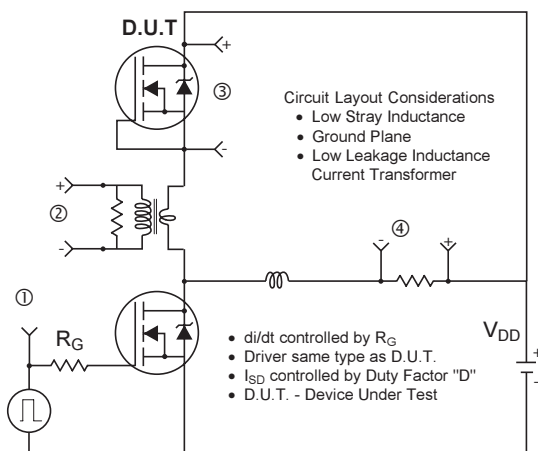 D.U.T
+
③
-
Circuit Layout Considerations
• Low Stray Inductance
• Ground Plane
• Low Leakage Inductance
Current Transformer
+
②
-
④
- +
①
R_G
• di/dt controlled by R_G
• Driver same type as D.U.T.
• I_SD controlled by Duty Factor "D"
• D.U.T. - Device Under Test
V_DD
+
-